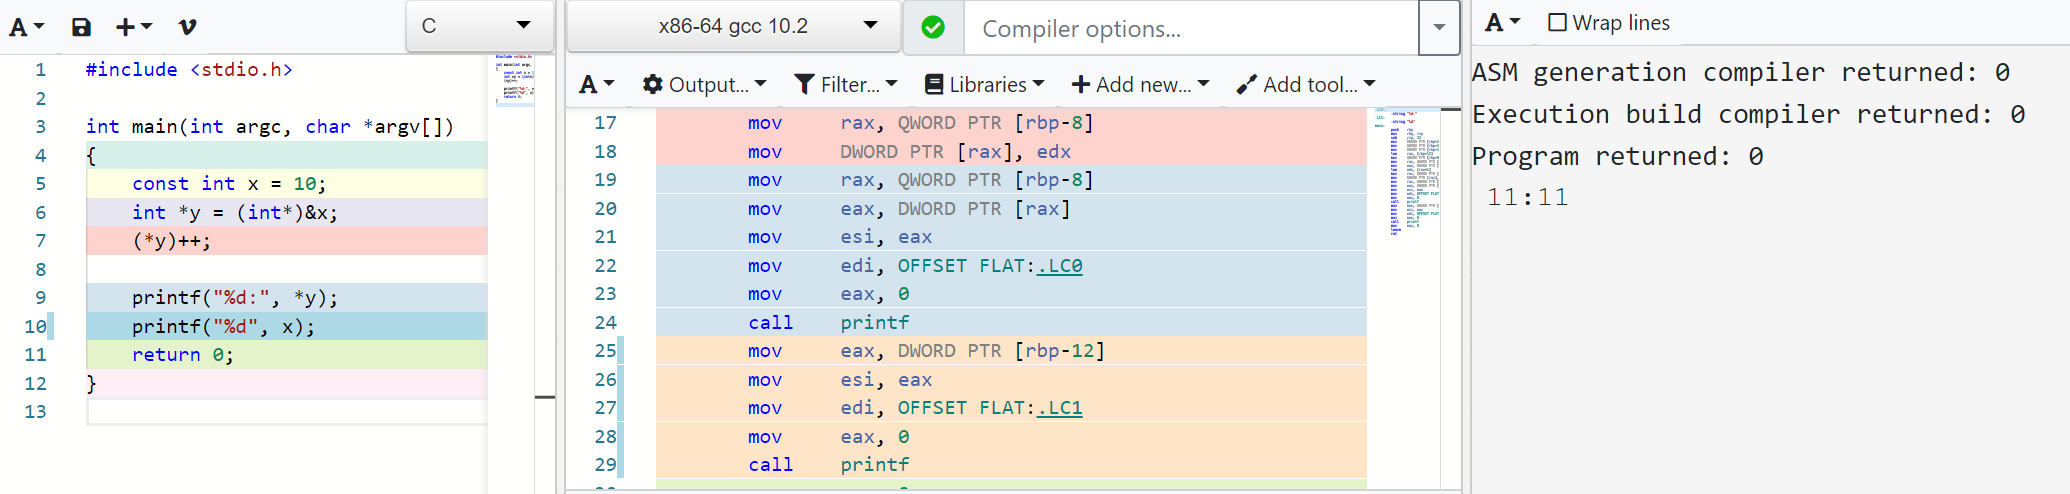 A C
1 #include <stdio.h>
2
3 int main(int argc, char *argv[])
4 {
5 const int x = 10;
6 int *y = (int*)&x;
7 (*y)++;
8
9 printf("%d:", *y);
10 printf("%d", x);
11 return 0;
12 }
13
x86-64 gcc 10.2 Compiler options...
A Output... Filter... Libraries Add new... Add tool...
17 mov rax, QWORD PTR [rbp-8]
18 mov DWORD PTR [rax], edx
19 mov rax, QWORD PTR [rbp-8]
20 mov eax, DWORD PTR [rax]
21 mov esi, eax
22 mov edi, OFFSET FLAT:.LC0
23 mov eax, 0
24 call printf
25 mov eax, DWORD PTR [rbp-12]
26 mov esi, eax
27 mov edi, OFFSET FLAT:.LC1
28 mov eax, 0
29 call printf
A Wrap lines
ASM generation compiler returned: 0
Execution build compiler returned: 0
Program returned: 0
11:11